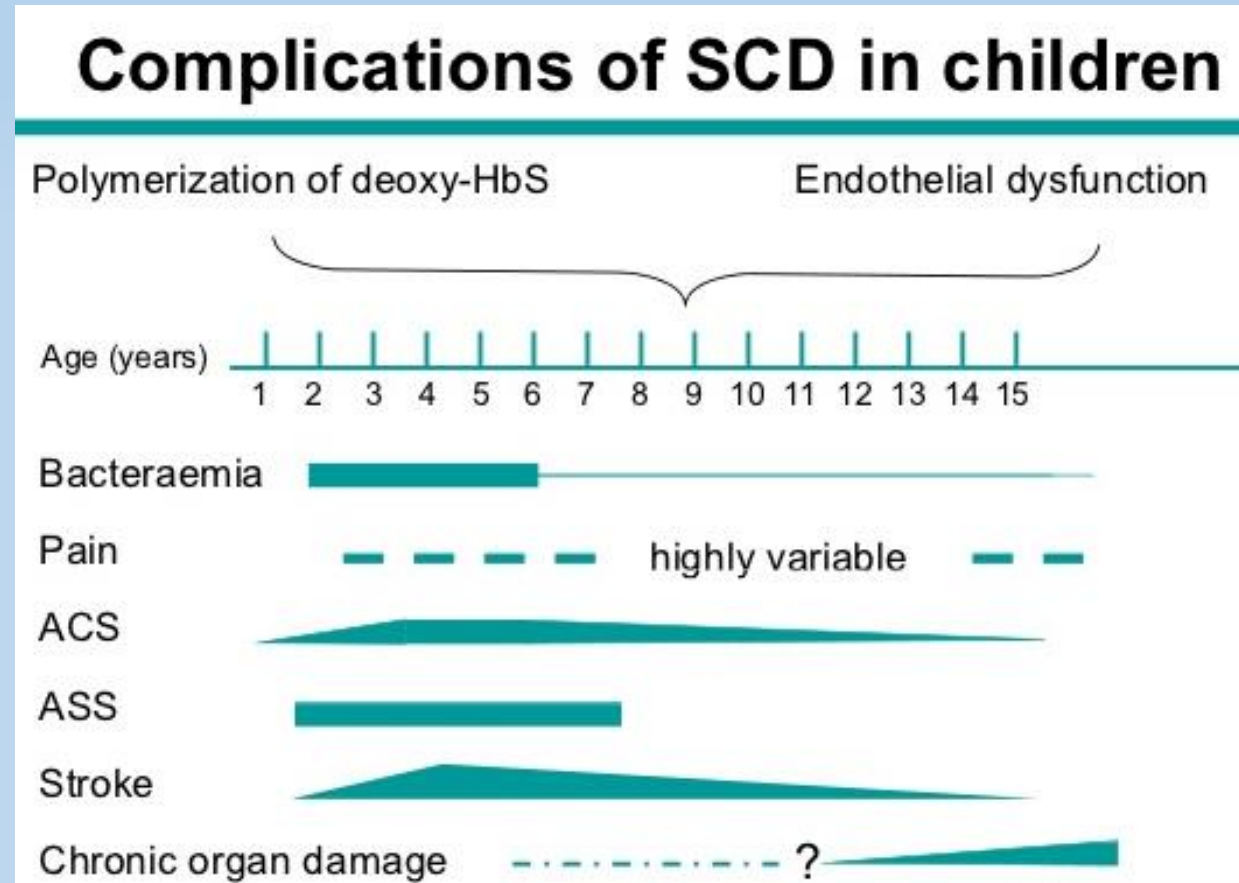 Complications of SCD in children
Polymerization of deoxy-HbS Endothelial dysfunction
Age (years)
1 2 3 4 5 6 7 8 9 10 11 12 13 14 15
Bacteraemia
Pain highly variable
ACS
ASS
Stroke
Chronic organ damage ?